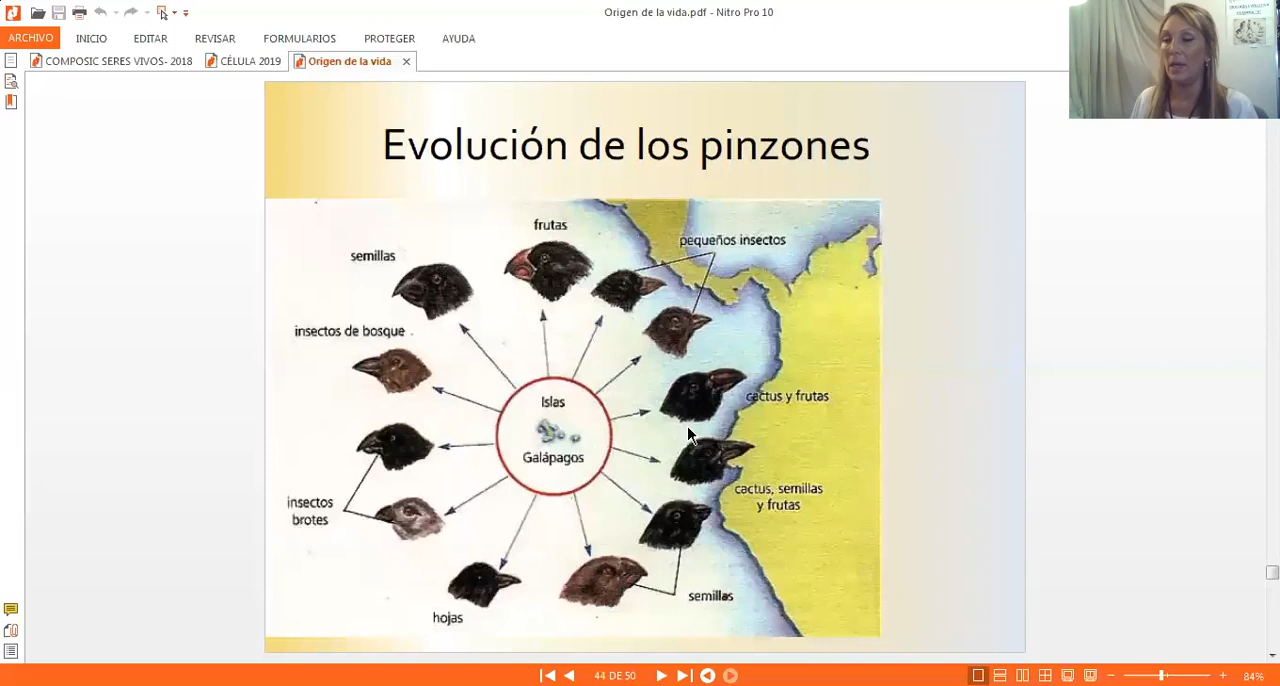 Origen de la vida.pdf - Nitro Pro 10
ARCHIVO INICIO EDITAR REVISAR FORMULARIOS PROTEGER AYUDA
COMPOSIC SERES VIVOS- 2018 CÉLULA 2019 Origen de la vida
Evolución de los pinzones
frutas
pequeños insectos
semillas
insectos de bosque
Islas
Galápagos
cactus y frutas
cactus, semillas
y frutas
insectos
brotes
semillas
hojas
44 DE 50
84%